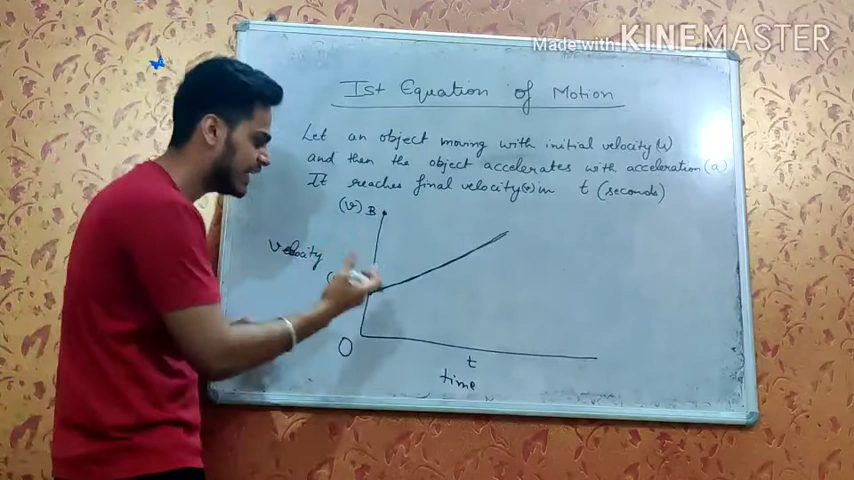 Made with KINEMASTER
Ist Equation of Motion
Let an object moving with initial velocity (u)
and then the object accelerates with acceleration (a)
It reaches final velocity (v) in t (seconds)
(v) B
Velocity
O
t
time